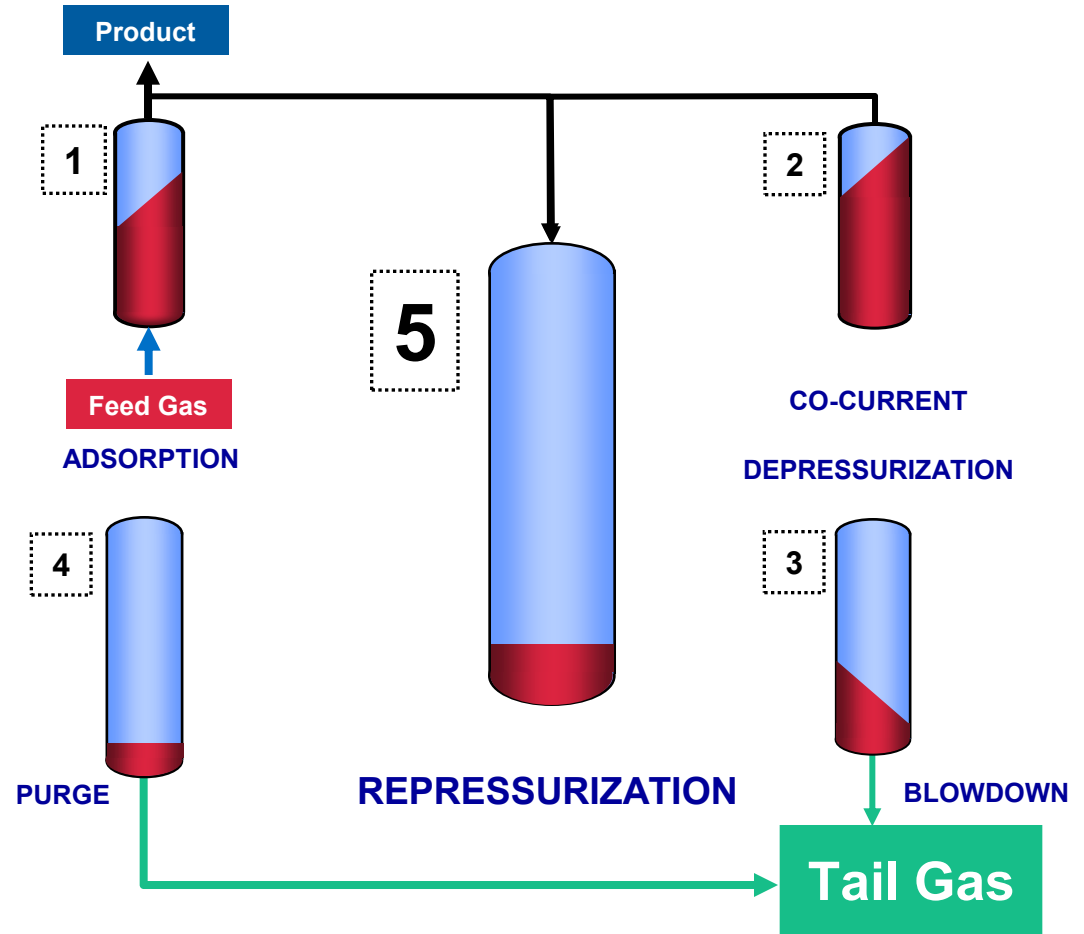 Product
1
2
5
Feed Gas
ADSORPTION
CO-CURRENT
DEPRESSURIZATION
4
3
PURGE
REPRESSURIZATION
BLOWDOWN
Tail Gas